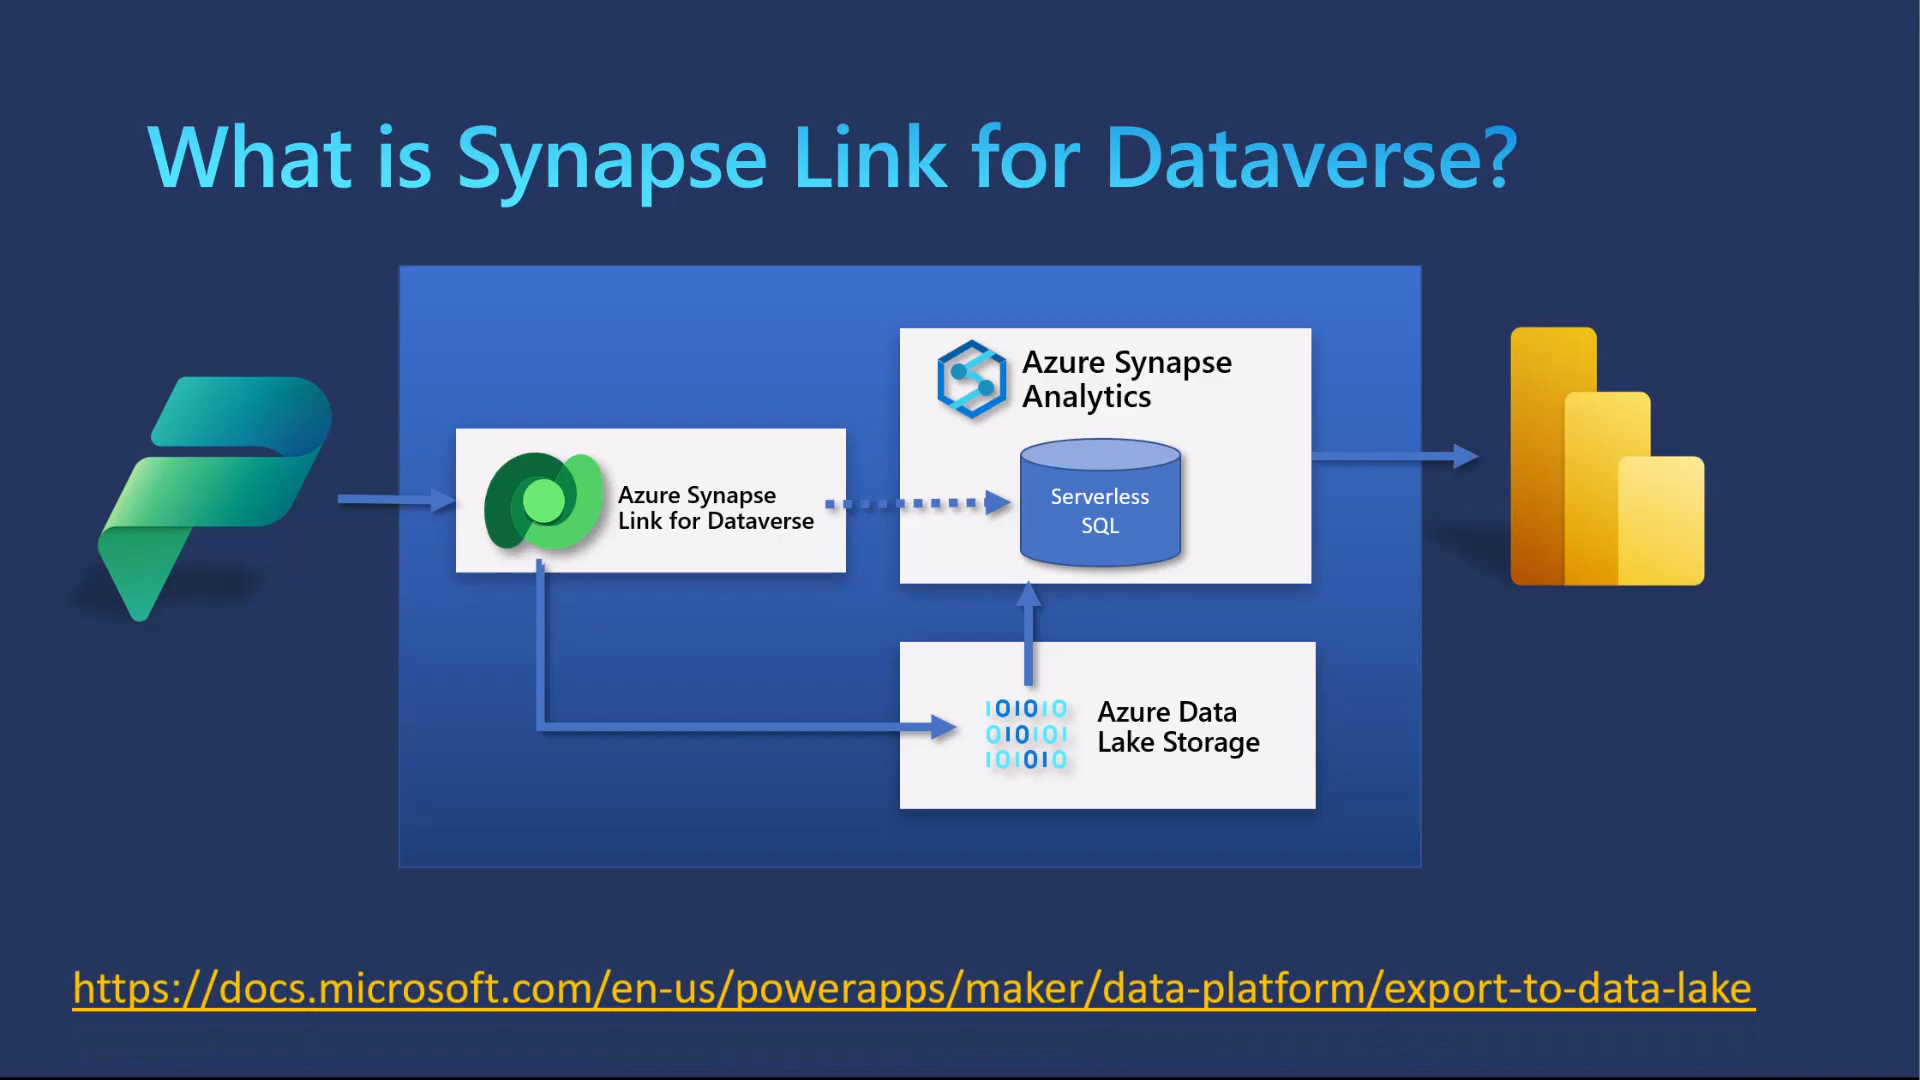 What is Synapse Link for Dataverse?
Azure Synapse
Analytics
Azure Synapse
Link for Dataverse
Serverless
SQL
Azure Data
Lake Storage
https://docs.microsoft.com/en-us/powerapps/maker/data-platform/export-to-data-lake